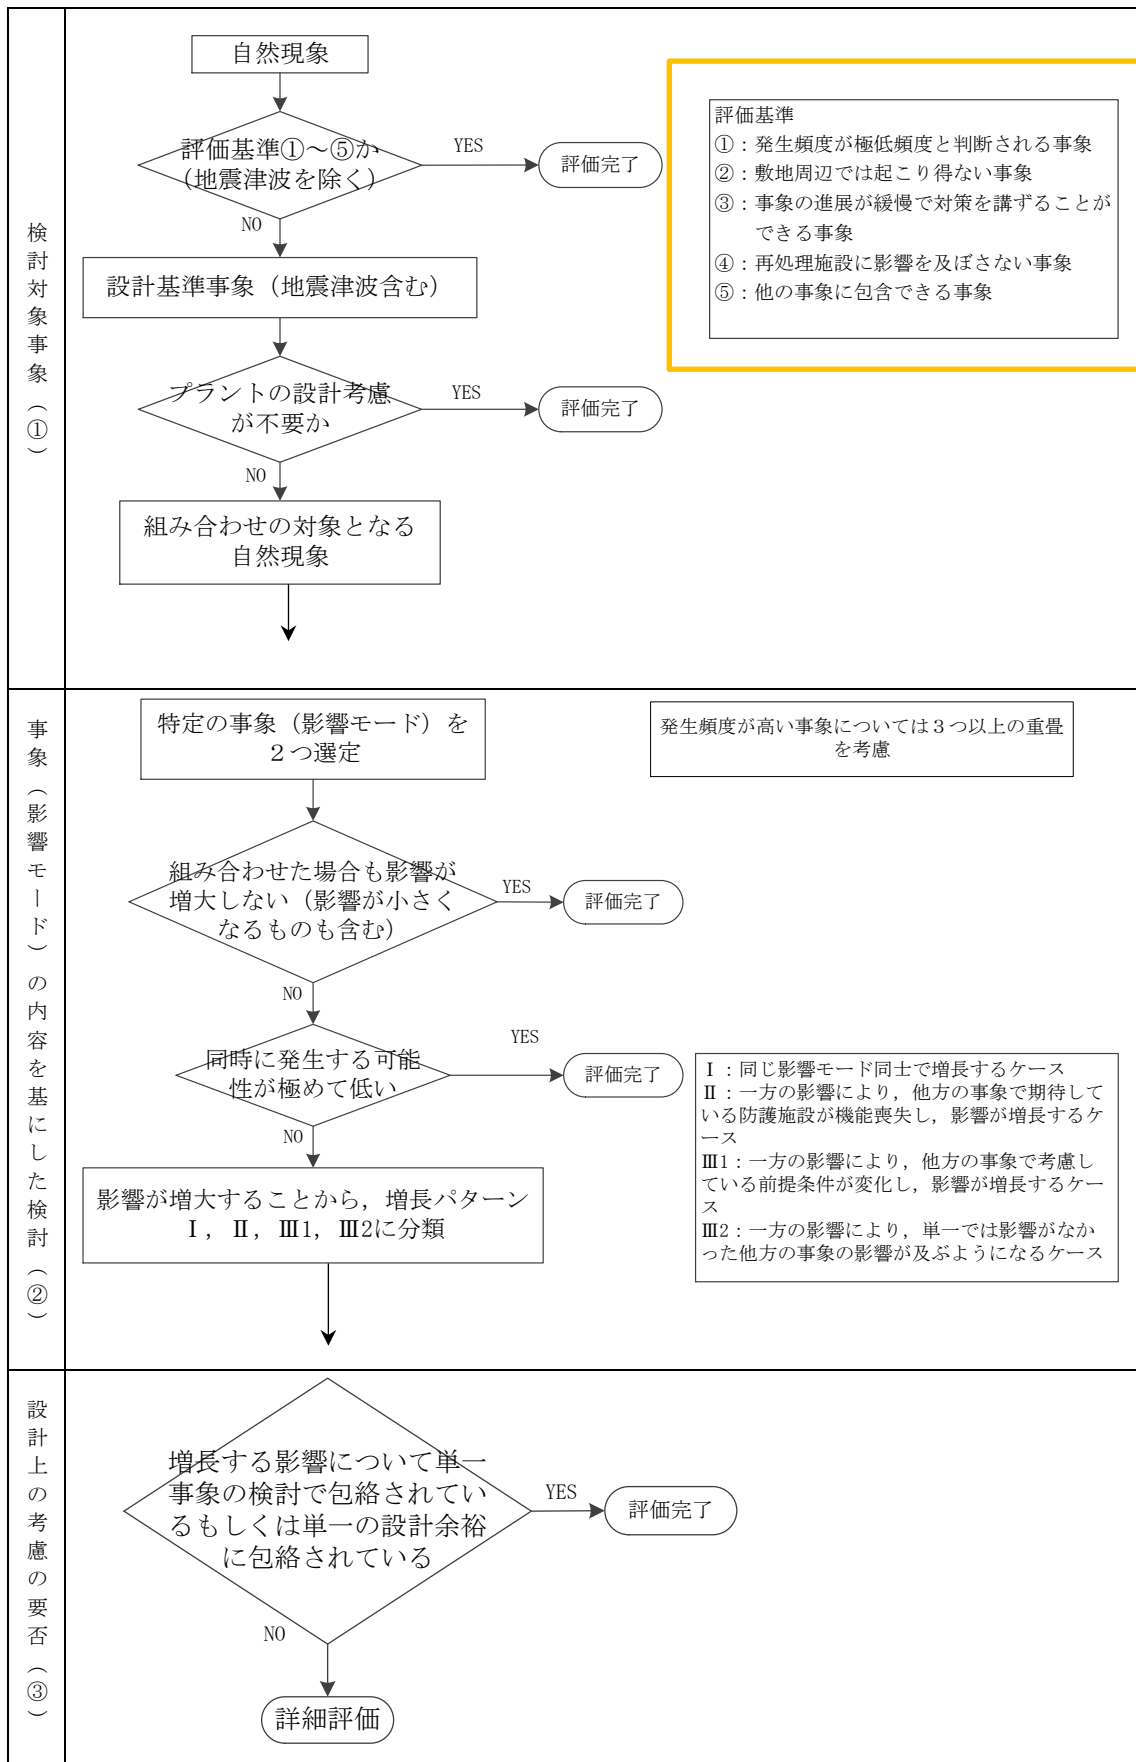 検討対象事象（①）
自然現象
評価基準①～⑤か
（地震津波を除く）
YES
評価完了
NO
設計基準事象（地震津波含む）
プラントの設計考慮
が不要か
YES
評価完了
NO
組み合わせの対象となる
自然現象
評価基準
①：発生頻度が極低頻度と判断される事象
②：敷地周辺では起こり得ない事象
③：事象の進展が緩慢で対策を講ずることが
できる事象
④：再処理施設に影響を及ぼさない事象
⑤：他の事象に包含できる事象
事象（影響モード）の内容を基にした検討（②）
特定の事象（影響モード）を
２つ選定
発生頻度が高い事象については３つ以上の重畳
を考慮
組み合わせた場合も影響が
増大しない（影響が小さく
なるものも含む）
YES
評価完了
NO
同時に発生する可能
性が極めて低い
YES
評価完了
NO
影響が増大することから，増長パターン
Ⅰ，Ⅱ，Ⅲ1，Ⅲ2に分類
Ⅰ：同じ影響モード同士で増長するケース
Ⅱ：一方の影響により，他方の事象で期待して
いる防護施設が機能喪失し，影響が増長するケ
ース
Ⅲ1：一方の影響により，他方の事象で考慮し
ている前提条件が変化し，影響が増長するケー
ス
Ⅲ2：一方の影響により，単一では影響がなか
った他方の事象の影響が及ぶようになるケース
設計上の考慮の要否（③）
増長する影響について単一
事象の検討で包絡されてい
るもしくは単一の設計余裕
に包絡されている
YES
評価完了
NO
詳細評価